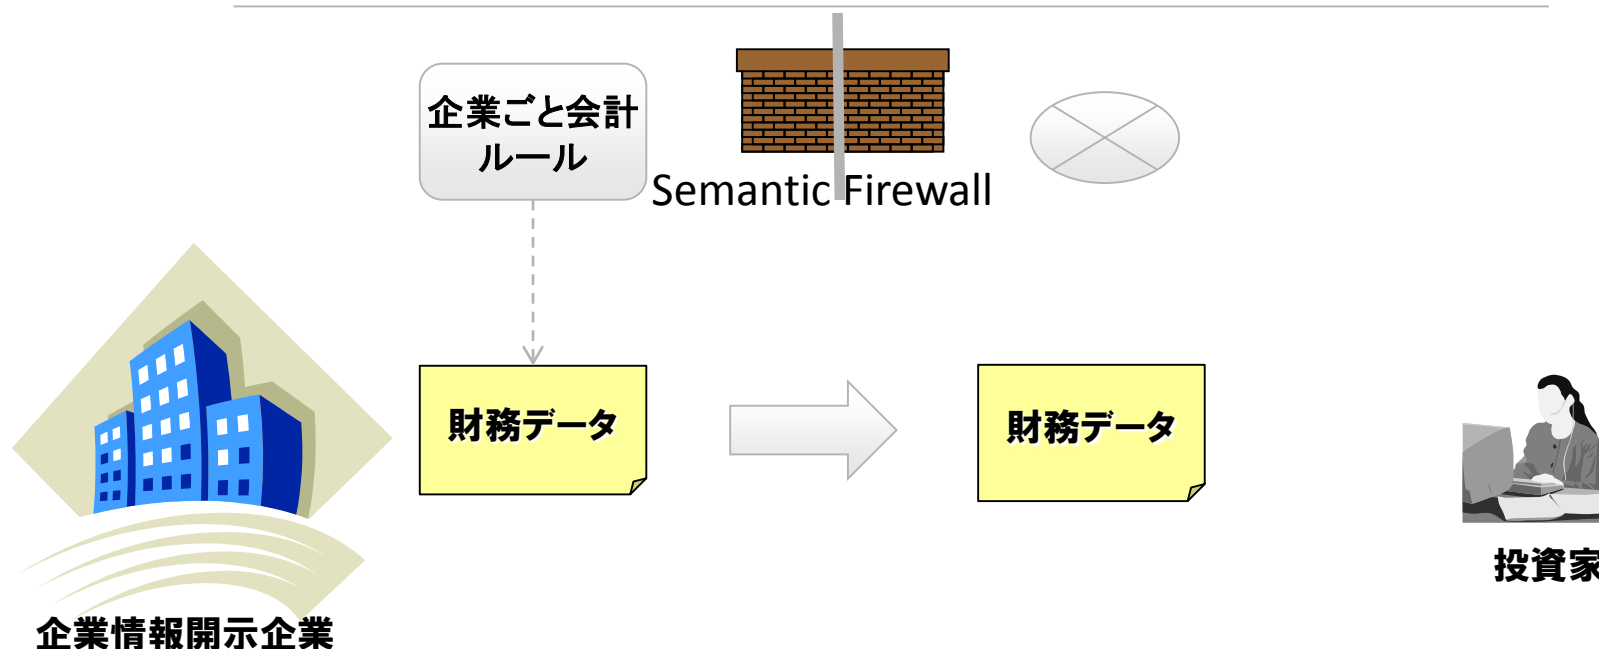 企業ごと会計
ルール
Semantic Firewall
財務データ
財務データ
投資家
企業情報開示企業